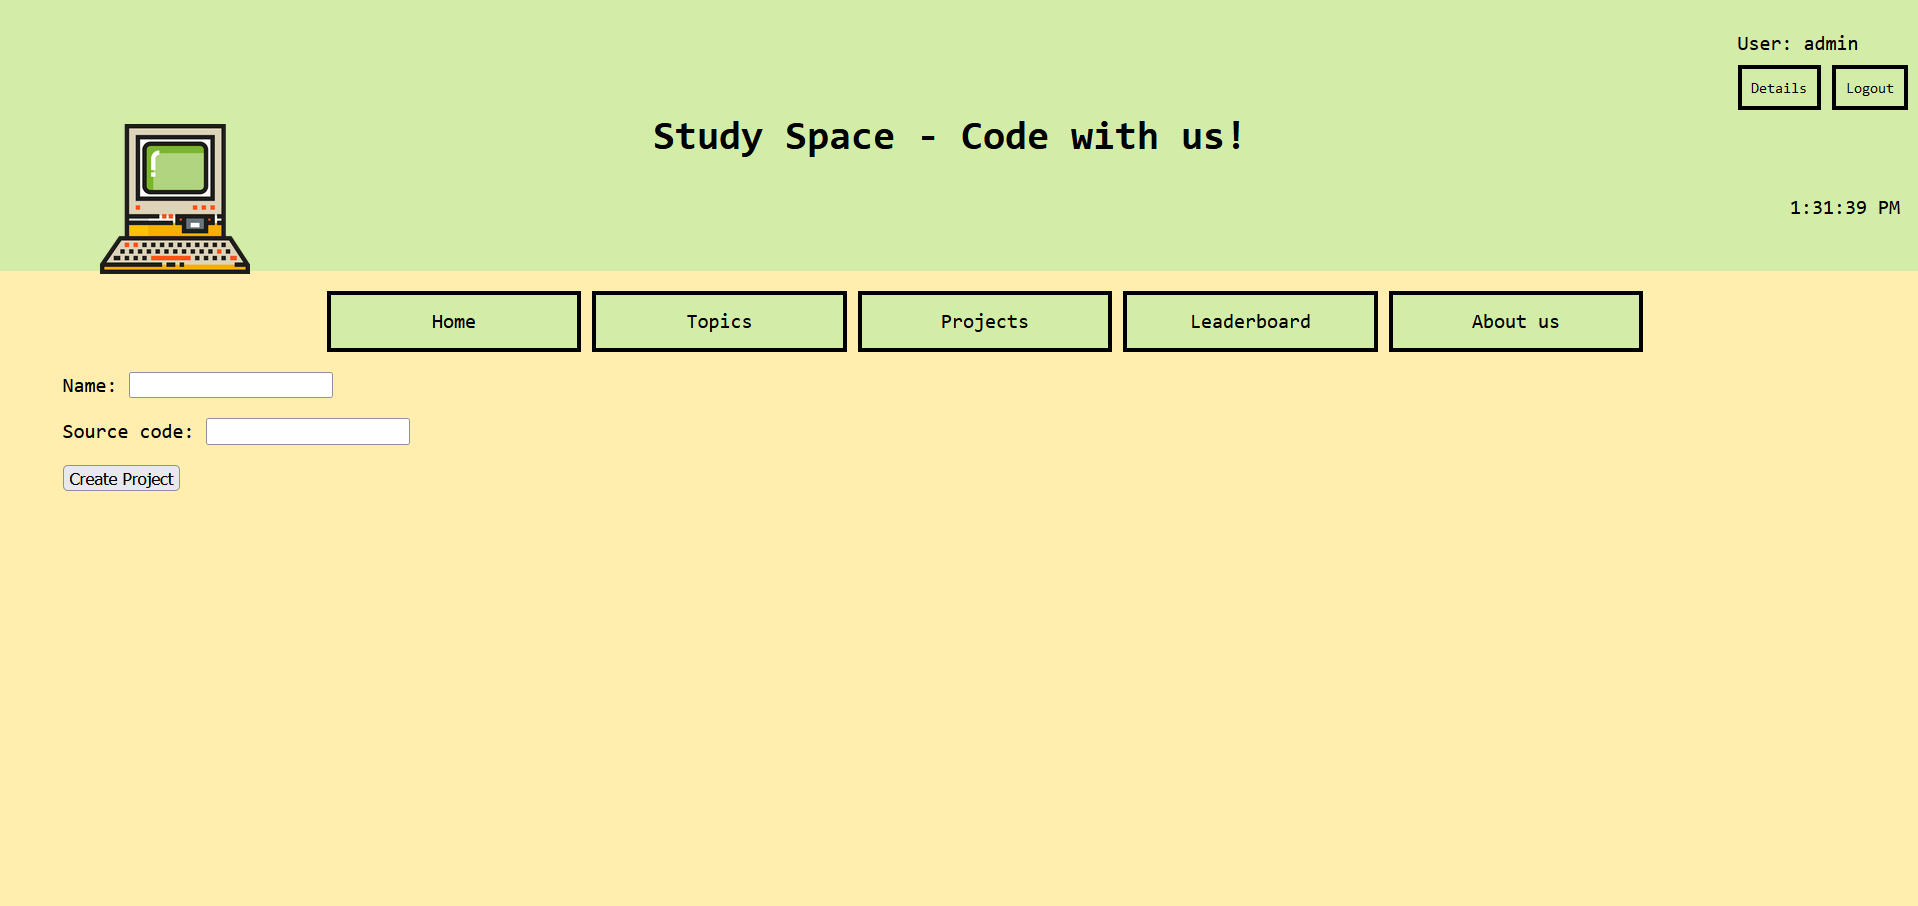 User: admin
Details Logout
Study Space - Code with us!
1:31:39 PM
Home Topics Projects Leaderboard About us
Name:
Source code:
Create Project